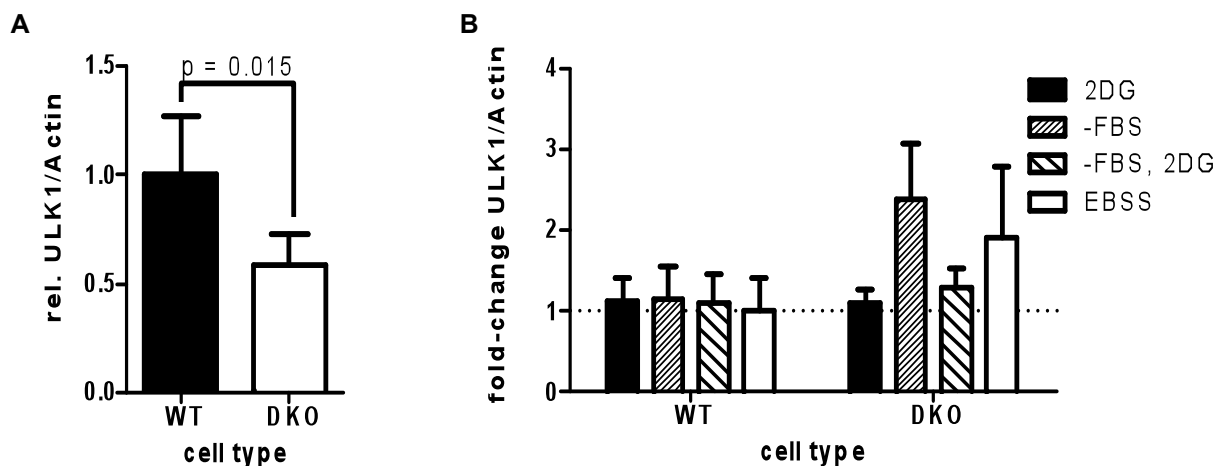 A
rel. ULK1/Actin
1.5
1.0
0.5
0.0
p = 0.015
WT DKO
cell type
B
fold-change ULK1/Actin
4
3
2
1
0
WT DKO
cell type
2DG
-FBS
-FBS, 2DG
EBSS